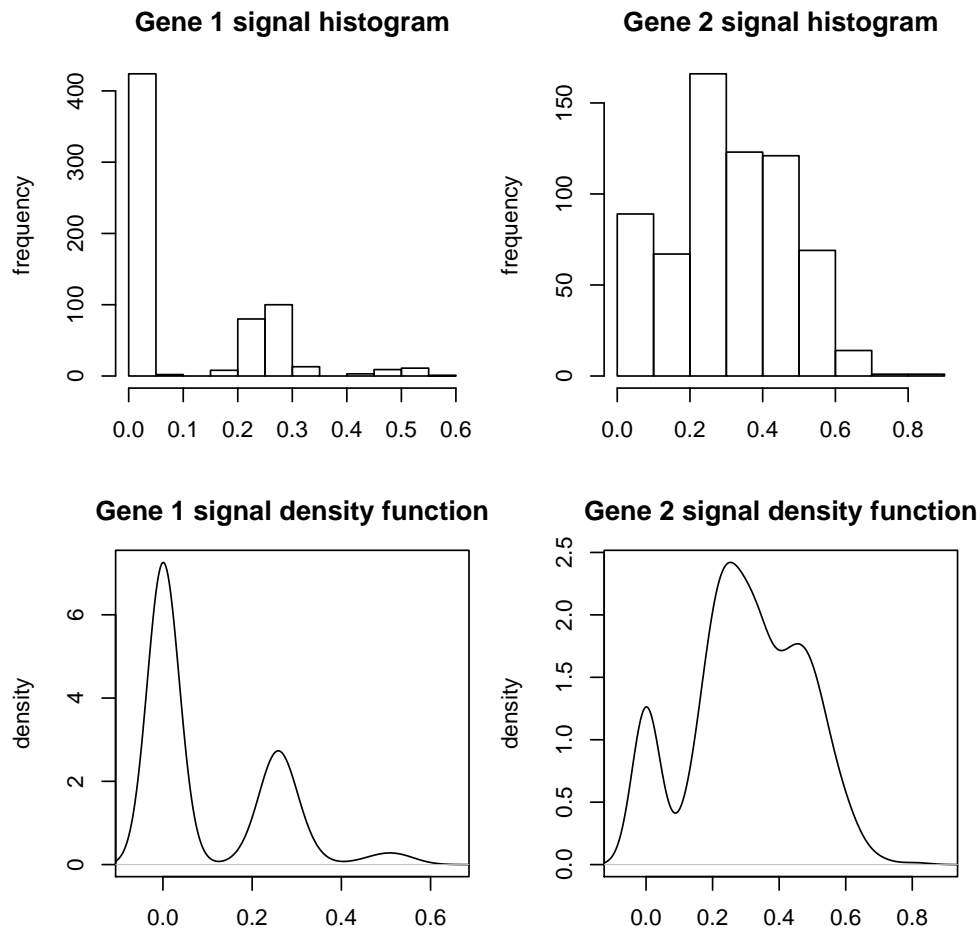 Gene 1 signal histogram
frequency
0
100
200
300
400
0.0 0.1 0.2 0.3 0.4 0.5 0.6
Gene 2 signal histogram
frequency
0
50
100
150
0.0 0.2 0.4 0.6 0.8
Gene 1 signal density function
density
0
2
4
6
0.0 0.2 0.4 0.6
Gene 2 signal density function
density
0.0
0.5
1.0
1.5
2.0
2.5
0.0 0.2 0.4 0.6 0.8